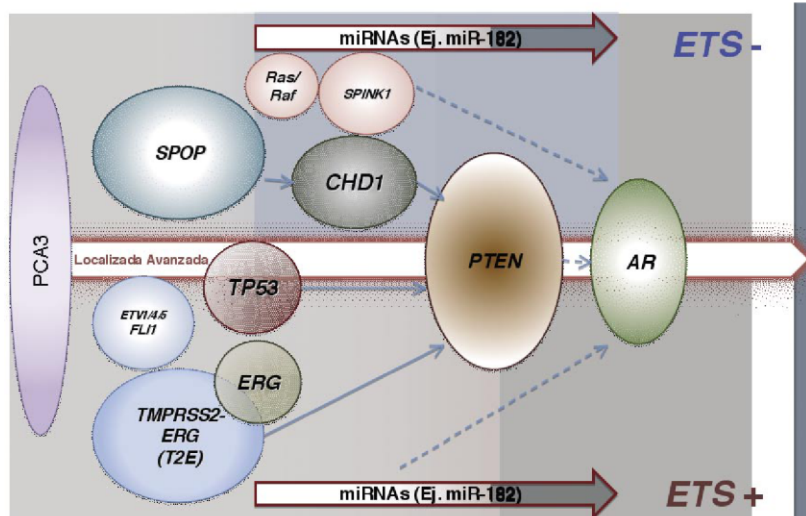 miRNAs (Ej. miR-182)
ETS -
Ras/
Raf
SPINK1
SPOP
CHD1
PCA3
Localizada Avanzada
TP53
PTEN
AR
ETV1/4/5
FLI1
ERG
TMPRSS2-
ERG
(T2E)
miRNAs (Ej. miR-182)
ETS +